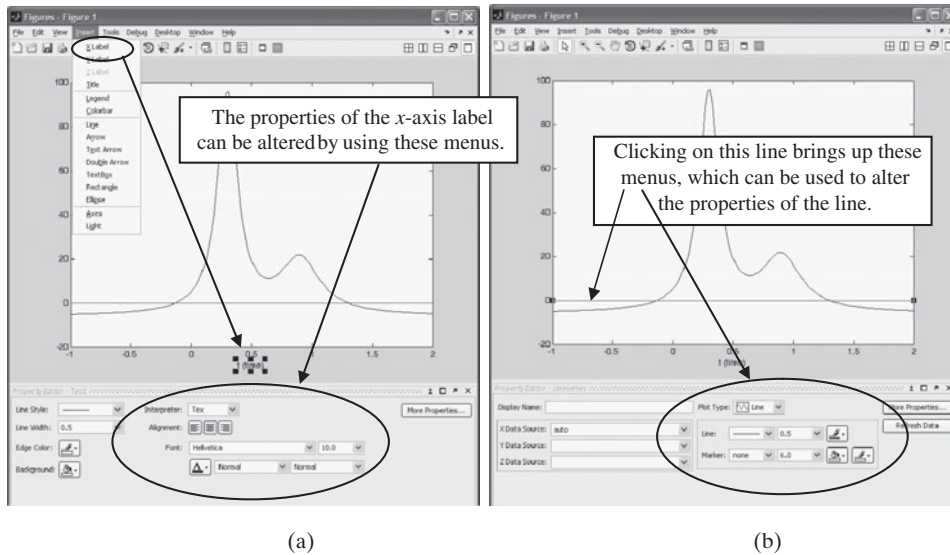 Figures - Figure 1
File Edit View Insert Tools Debug Desktop Window Help
X Label
Y Label
Z Label
Title
Legend
Colorbar
Line
Arrow
Text Arrow
Double Arrow
TextBox
Rectangle
Ellipse
Axes
Light
The properties of the x-axis label
can be altered by using these menus.
100
80
60
40
20
0
-20
-1 -0.5 0 0.5 1 1.5 2
t (time)
Property Editor - Text
Line Style:
Interpreter: Tex
More Properties...
Line Width: 0.5
Alignment:
Edge Color:
Font: Helvetica 10.0
Background:
Normal Normal
(a)
Figures - Figure 1
File Edit View Insert Tools Debug Desktop Window Help
Clicking on this line brings up these
menus, which can be used to alter
the properties of the line.
100
80
60
40
20
0
-20
-1 -0.5 0 0.5 1 1.5 2
t (time)
Property Editor - Lineseries
Display Name:
Plot Type: Line
More Properties...
X Data Source: auto
Line: 0.5
Refresh Data
Y Data Source:
Marker: none 6.0
Z Data Source:
(b)